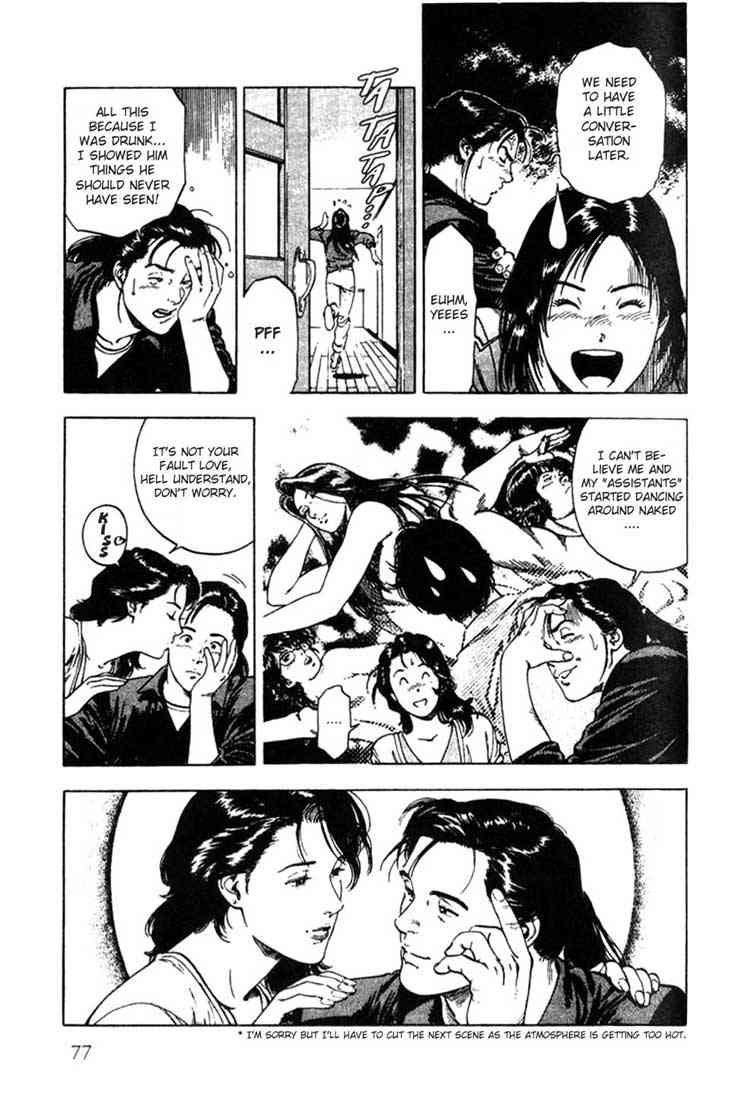 WE NEED
TO HAVE
A LITTLE
CONVER-
SATION
LATER.
EUHM,
YEEES
....
TA TA TA TA P...
PFF
...
ALL THIS
BECAUSE I
WAS DRUNK...
I SHOWED HIM
THINGS HE
SHOULD NEVER
HAVE SEEN!
I CAN'T BE-
LIEVE ME AND
MY "ASSISTANTS"
STARTED DANCING
AROUND NAKED
....
....
IT'S NOT YOUR
FAULT LOVE,
HELL UNDERSTAND,
DON'T WORRY.
KISS
* I'M SORRY BUT I'LL HAVE TO CUT THE NEXT SCENE AS THE ATMOSPHERE IS GETTING TOO HOT.
77